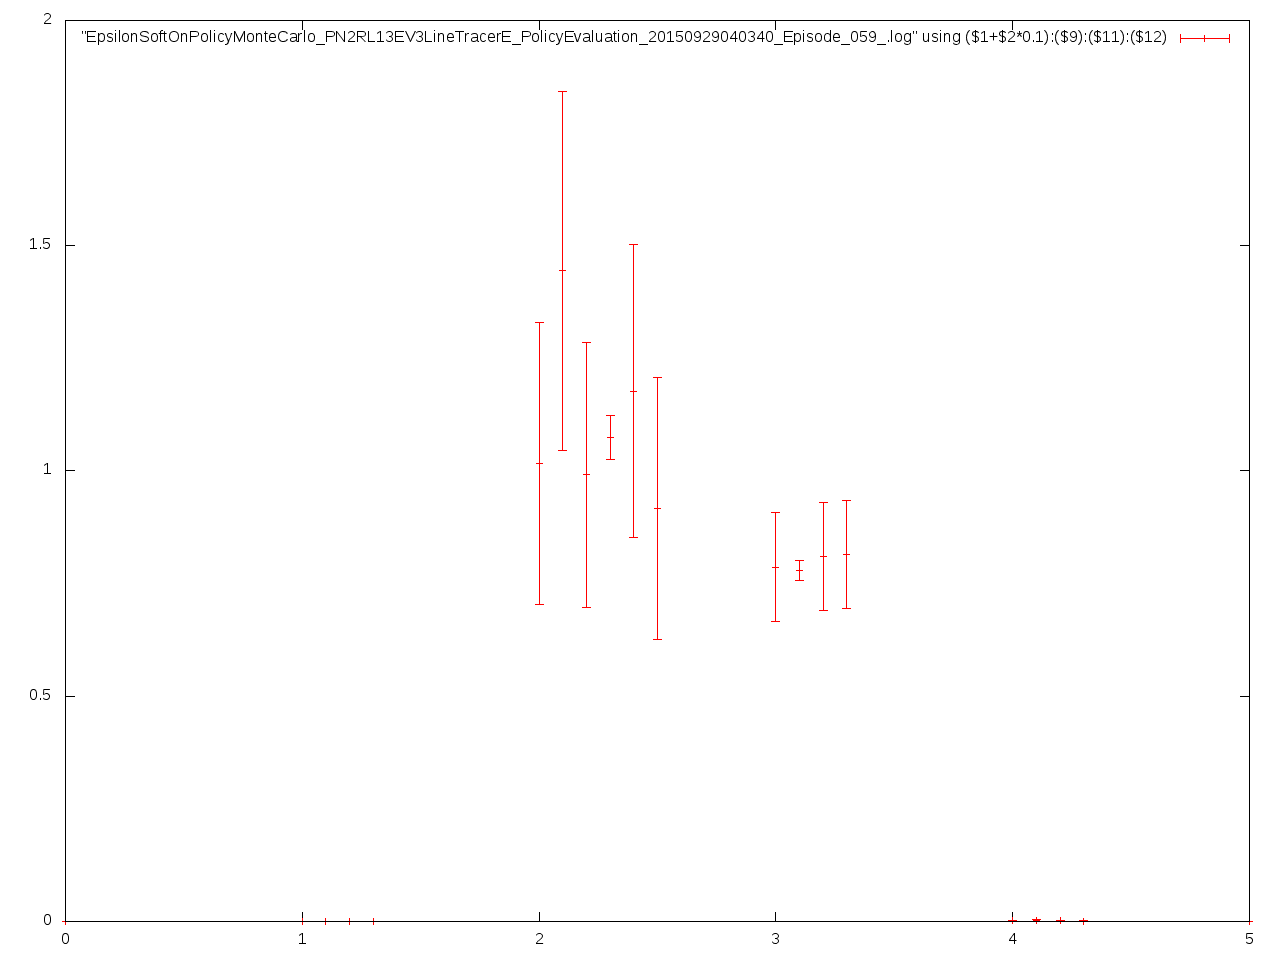 2
"EpsilonSoftOnPolicyMonteCarlo_PN2RL13EV3LineTracerE_PolicyEvaluation_20150929040340_Episode_059_.log" using ($1+$2*0.1):($9):($11):($12)
1.5
1
0.5
0
0 1 2 3 4 5